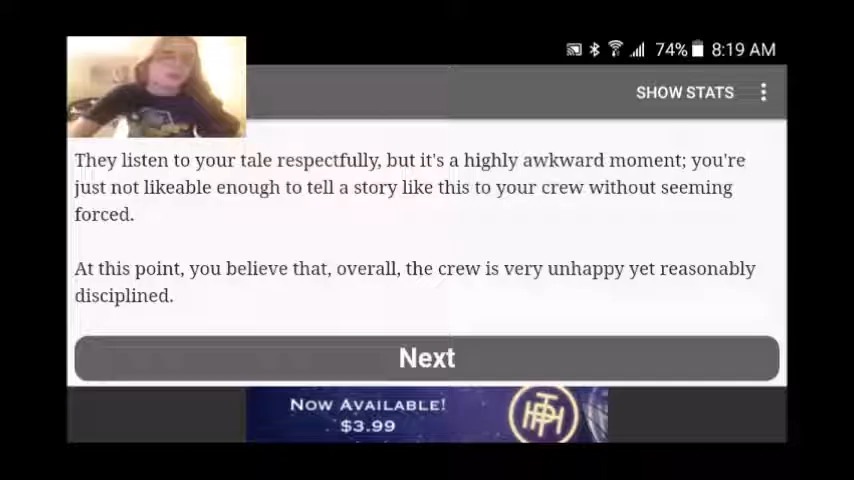 74% 8:19 AM
SHOW STATS
They listen to your tale respectfully, but it's a highly awkward moment; you're
just not likeable enough to tell a story like this to your crew without seeming
forced.
At this point, you believe that, overall, the crew is very unhappy yet reasonably
disciplined.
Next
NOW AVAILABLE!
$3.99